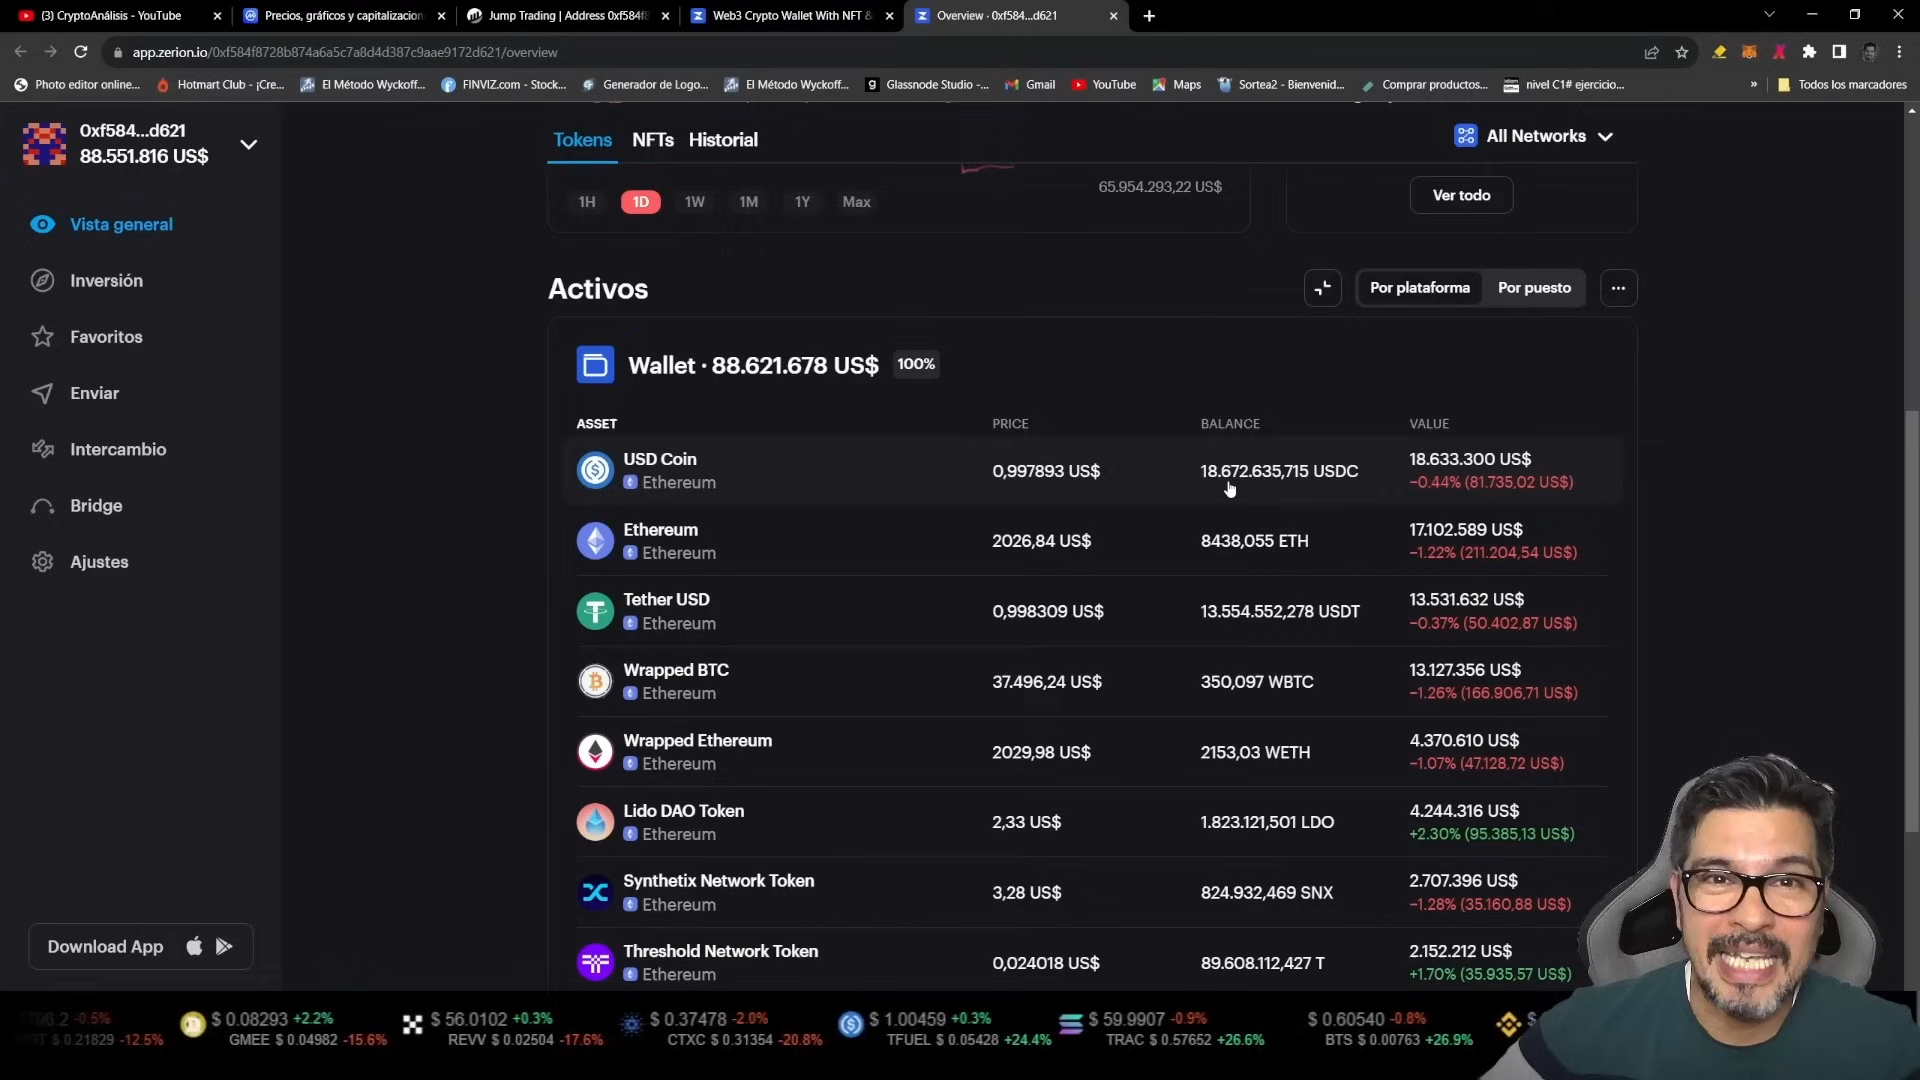 (3) CryptoAnálisis - YouTube
Precios, gráficos y capitalizacion
Jump Trading | Address 0xf584f8
Web3 Crypto Wallet With NFT &
Overview · 0xf584...d621
app.zerion.io/0xf584f8728b874a6a5c7a8d4d387c9aae9172d621/overview
Photo editor online...
Hotmart Club - ¡Cre...
El Método Wyckoff...
FINVIZ.com - Stock...
Generador de Logo...
El Método Wyckoff...
Glassnode Studio -...
Gmail
YouTube
Maps
Sortea2 - Bienvenid...
Comprar productos...
nivel C1# ejercicio...
»
Todos los marcadores
0xf584...d621
88.551.816 US$
Vista general
Inversión
Favoritos
Enviar
Intercambio
Bridge
Ajustes
Download App
Tokens NFTs Historial
All Networks
1H 1D 1W 1M 1Y Max
65.954.293,22 US$
Ver todo
Activos
Por plataforma Por puesto
Wallet · 88.621.678 US$ 100%
ASSET PRICE BALANCE VALUE
USD Coin
Ethereum
0,997893 US$
18.672.635,715 USDC
18.633.300 US$
−0.44% (81.735,02 US$)
Ethereum
Ethereum
2026,84 US$
8438,055 ETH
17.102.589 US$
−1.22% (211.204,54 US$)
Tether USD
Ethereum
0,998309 US$
13.554.552,278 USDT
13.531.632 US$
−0.37% (50.402,87 US$)
Wrapped BTC
Ethereum
37.496,24 US$
350,097 WBTC
13.127.356 US$
−1.26% (166.906,71 US$)
Wrapped Ethereum
Ethereum
2029,98 US$
2153,03 WETH
4.370.610 US$
−1.07% (47.128,72 US$)
Lido DAO Token
Ethereum
2,33 US$
1.823.121,501 LDO
4.244.316 US$
+2.30% (95.385,13 US$)
Synthetix Network Token
Ethereum
3,28 US$
824.932,469 SNX
2.707.396 US$
−1.28% (35.160,88 US$)
Threshold Network Token
Ethereum
0,024018 US$
89.608.112,427 T
2.152.212 US$
+1.70% (35.935,57 US$)
-0.5% $ 0.08293 +2.2% $ 56.0102 +0.3% $ 0.37478 -2.0% $ 1.00459 +0.3% $ 59.9907 -0.9% $ 0.60540 -0.8%
$ 0.21829 -12.5% GMEE $ 0.04982 -15.6% REVV $ 0.02504 -17.6% CTXC $ 0.31354 -20.8% TFUEL $ 0.05428 +24.4% TRAC $ 0.57652 +26.6% BTS $ 0.00763 +26.9%